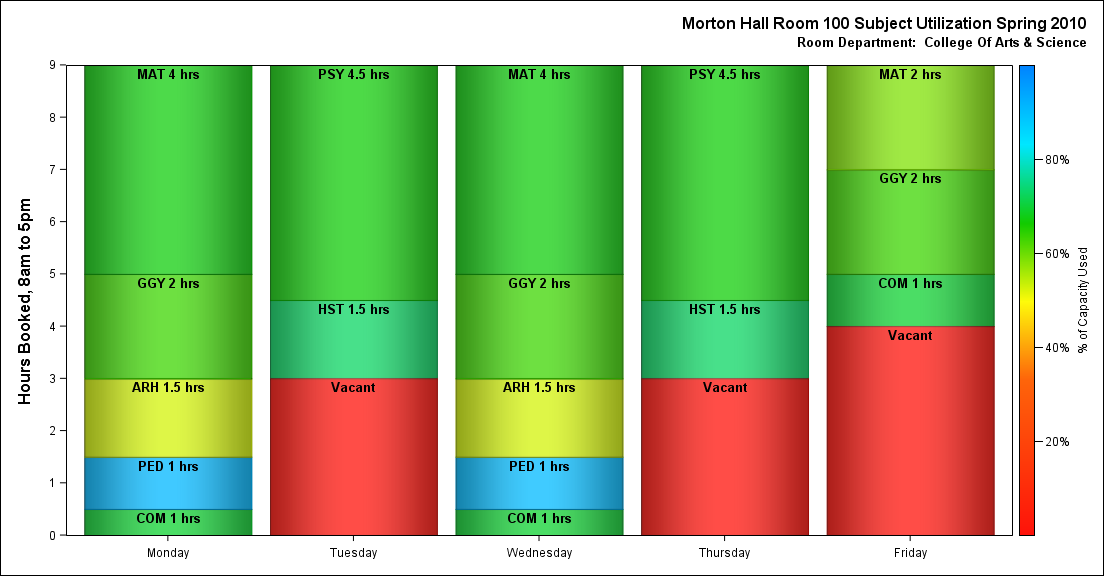 Morton Hall Room 100 Subject Utilization Spring 2010
Room Department:  College Of Arts & Science
Hours Booked, 8am to 5pm
9
8
7
6
5
4
3
2
1
0
MAT 4 hrs
GGY 2 hrs
ARH 1.5 hrs
PED 1 hrs
COM 1 hrs
Monday
PSY 4.5 hrs
HST 1.5 hrs
Vacant
Tuesday
MAT 4 hrs
GGY 2 hrs
ARH 1.5 hrs
PED 1 hrs
COM 1 hrs
Wednesday
PSY 4.5 hrs
HST 1.5 hrs
Vacant
Thursday
MAT 2 hrs
GGY 2 hrs
COM 1 hrs
Vacant
Friday
80%
60%
40%
20%
% of Capacity Used